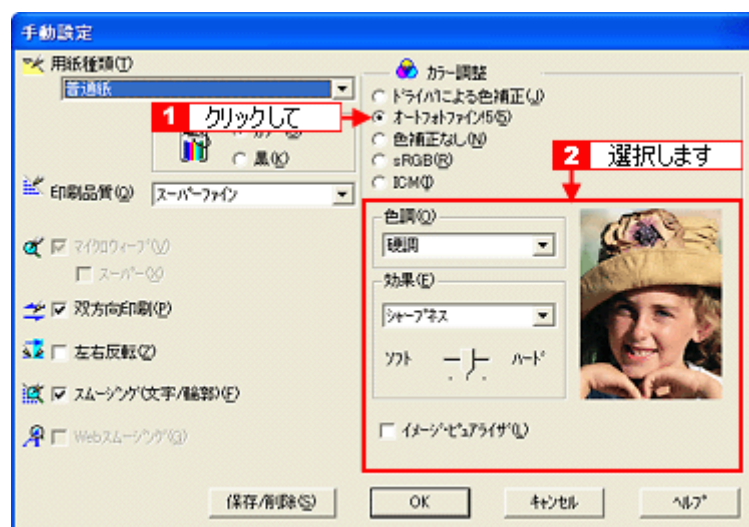 手動設定
用紙種類(T)
普通紙
1 クリックして
黒(K)
印刷品質(Q)
スーパーファイン
マイクロウィーブ(V)
スーパー(X)
双方向印刷(P)
左右反転(Z)
スムージング(文字/輪郭)(F)
Webスムージング(G)
カラー調整
ドライバによる色補正(J)
オートフォトファイン!5(5)
色補正なし(N)
sRGB(R)
ICM(I)
2 選択します
色調(O)
硬調
効果(E)
シャープネス
ソフト
ハード
イメージ・ピュアライザ(L)
保存/削除(S)
OK
キャンセル
ヘルプ